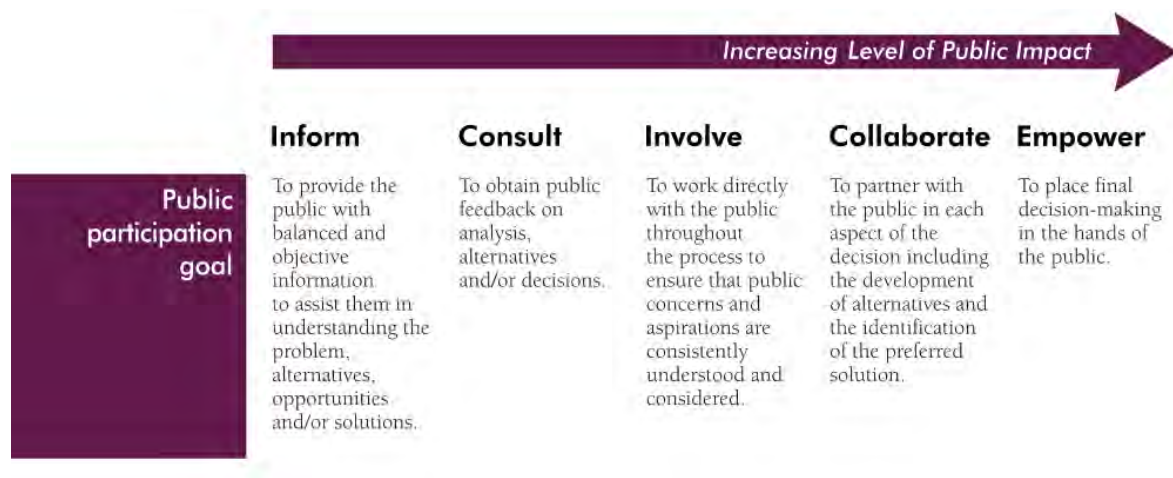 Increasing Level of Public Impact
Inform
Consult
Involve
Collaborate
Empower
Public
participation
goal
To provide the
public with
balanced and
objective
information
to assist them in
understanding the
problem,
alternatives,
opportunities
and/or solutions.
To obtain public
feedback on
analysis,
alternatives
and/or decisions.
To work directly
with the public
throughout
the process to
ensure that public
concerns and
aspirations are
consistently
understood and
considered.
To partner with
the public in each
aspect of the
decision including
the development
of alternatives and
the identification
of the preferred
solution.
To place final
decision-making
in the hands of
the public.